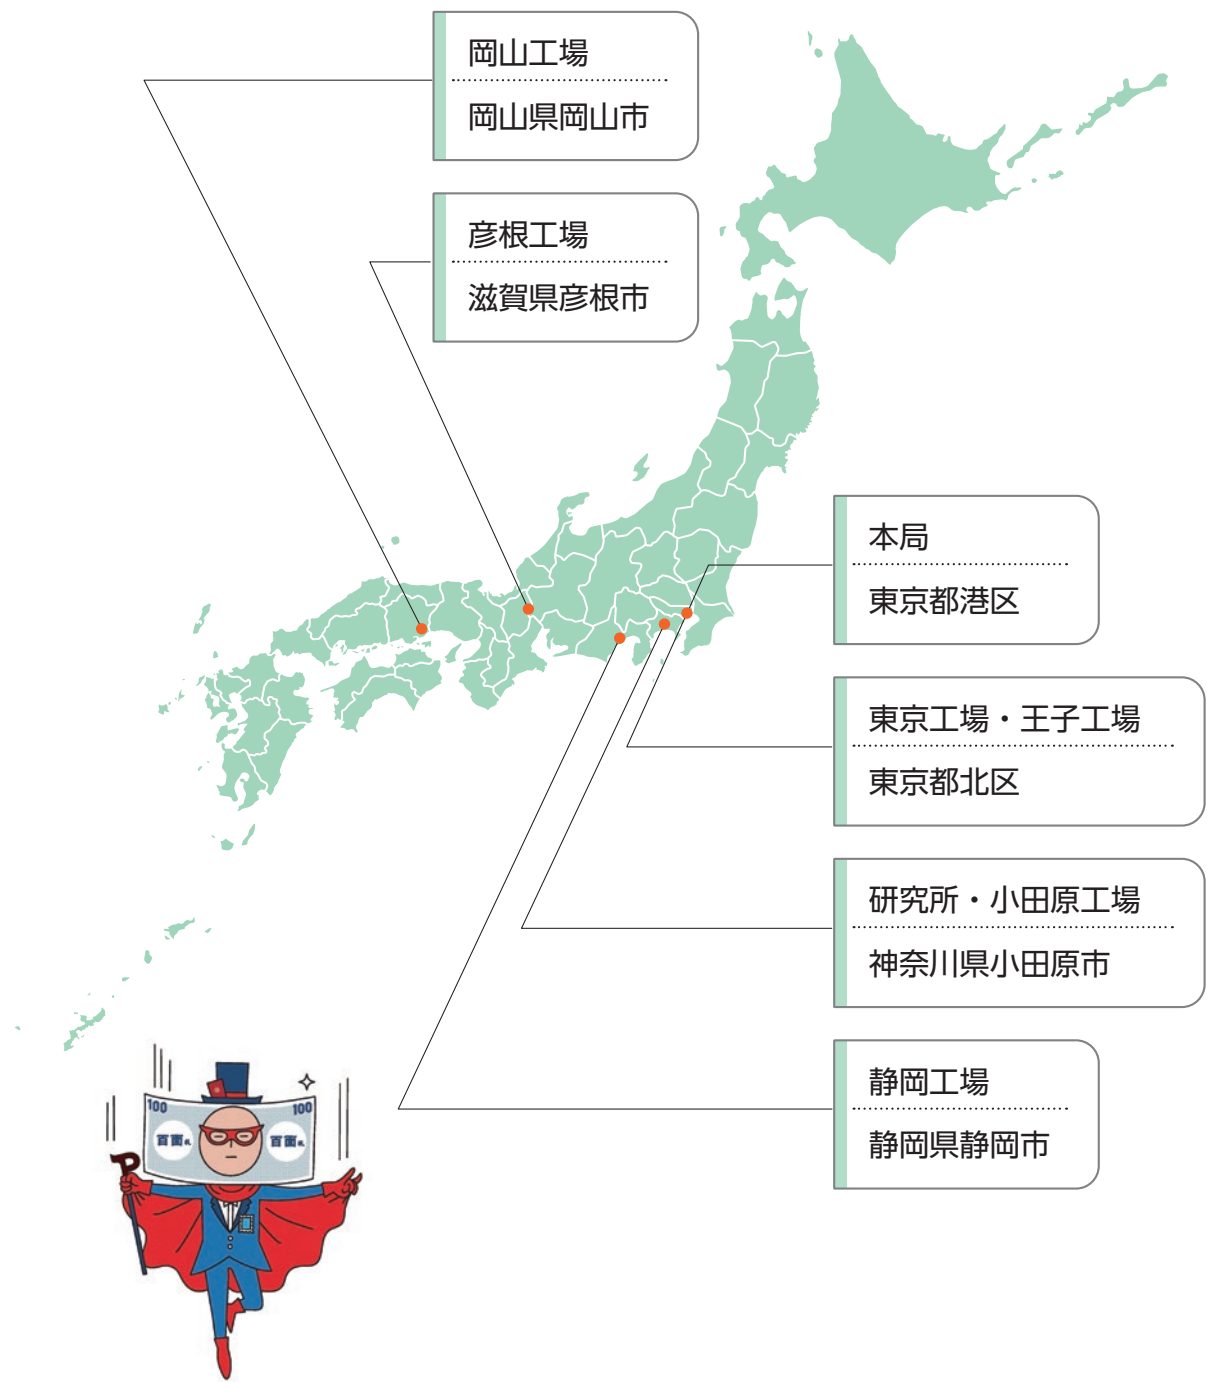 岡山工場
岡山県岡山市
彦根工場
滋賀県彦根市
本局
東京都港区
東京工場・王子工場
東京都北区
研究所・小田原工場
神奈川県小田原市
静岡工場
静岡県静岡市
100
100
百面
百面